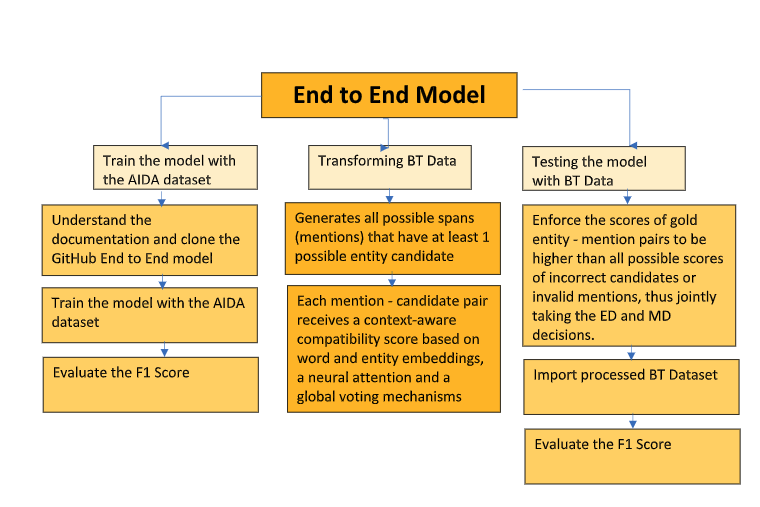 End to End Model
Train the model with
the AIDA dataset
Understand the
documentation and clone the
GitHub End to End model
Train the model with the AIDA
dataset
Evaluate the F1 Score
Transforming BT Data
Generates all possible spans
(mentions) that have at least 1
possible entity candidate
Each mention - candidate pair
receives a context-aware
compatibility score based on
word and entity embeddings,
a neural attention and a
global voting mechanisms
Testing the model
with BT Data
Enforce the scores of gold
entity - mention pairs to be
higher than all possible scores
of incorrect candidates or
invalid mentions, thus jointly
taking the ED and MD
decisions.
Import processed BT Dataset
Evaluate the F1 Score